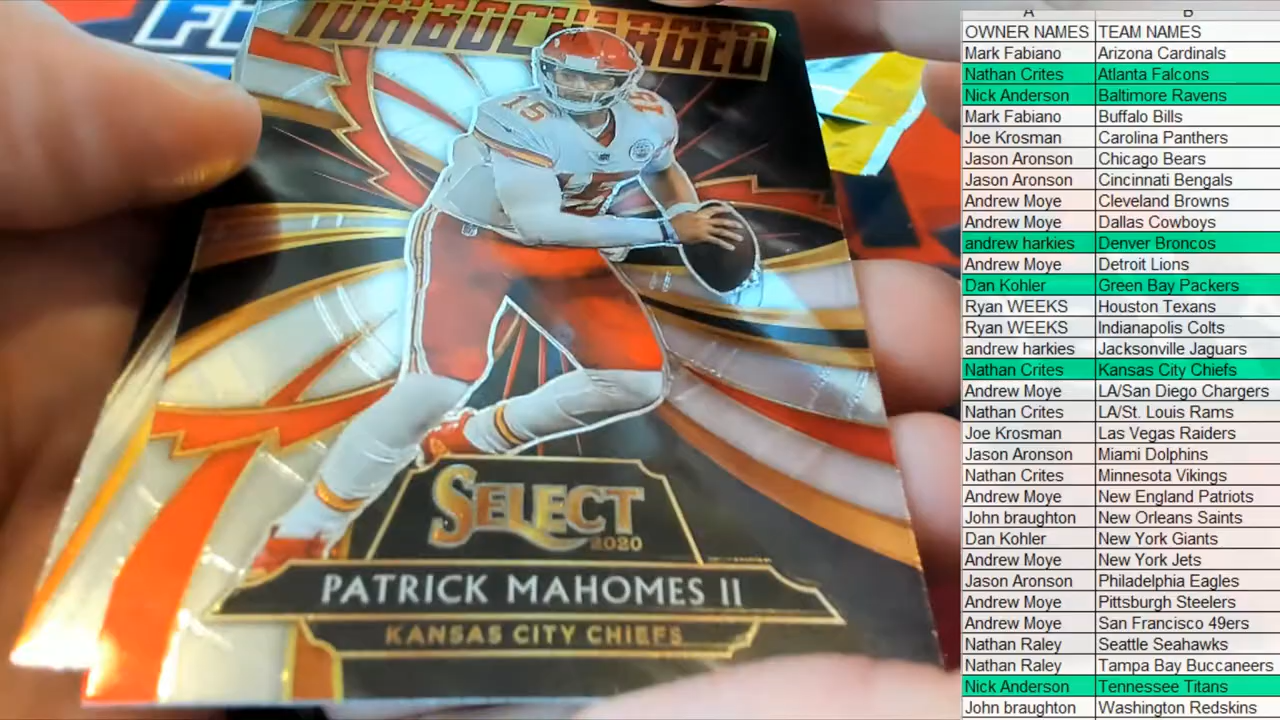 FI
TURBOCHARGED
15
SELECT
2020
PATRICK MAHOMES II
KANSAS CITY CHIEFS
A B
OWNER NAMES TEAM NAMES
Mark Fabiano Arizona Cardinals
Nathan Crites Atlanta Falcons
Nick Anderson Baltimore Ravens
Mark Fabiano Buffalo Bills
Joe Krosman Carolina Panthers
Jason Aronson Chicago Bears
Jason Aronson Cincinnati Bengals
Andrew Moye Cleveland Browns
Andrew Moye Dallas Cowboys
andrew harkies Denver Broncos
Andrew Moye Detroit Lions
Dan Kohler Green Bay Packers
Ryan WEEKS Houston Texans
Ryan WEEKS Indianapolis Colts
andrew harkies Jacksonville Jaguars
Nathan Crites Kansas City Chiefs
Andrew Moye LA/San Diego Chargers
Nathan Crites LA/St. Louis Rams
Joe Krosman Las Vegas Raiders
Jason Aronson Miami Dolphins
Nathan Crites Minnesota Vikings
Andrew Moye New England Patriots
John braughton New Orleans Saints
Dan Kohler New York Giants
Andrew Moye New York Jets
Jason Aronson Philadelphia Eagles
Andrew Moye Pittsburgh Steelers
Andrew Moye San Francisco 49ers
Nathan Raley Seattle Seahawks
Nathan Raley Tampa Bay Buccaneers
Nick Anderson Tennessee Titans
John braughton Washington Redskins